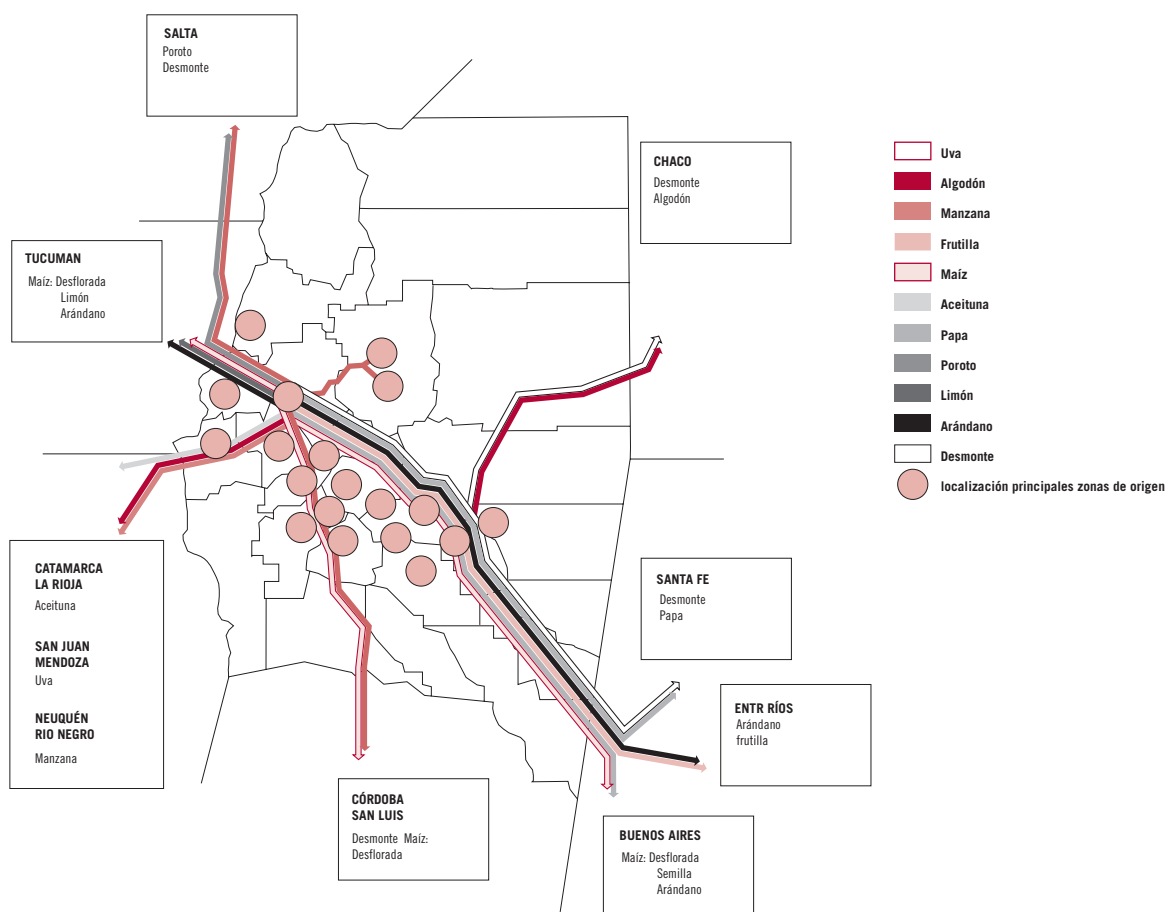 SALTA
Poroto
Desmonte
CHACO
Desmonte
Algodón
TUCUMAN
Maíz: Desflorada
Limón
Arándano
CATAMARCA
LA RIOJA
Aceituna
SAN JUAN
MENDOZA
Uva
NEUQUÉN
RIO NEGRO
Manzana
CÓRDOBA
SAN LUIS
Desmonte Maíz:
Desflorada
SANTA FE
Desmonte
Papa
ENTR RÍOS
Arándano
frutilla
BUENOS AIRES
Maíz: Desflorada
Semilla
Arándano
Uva
Algodón
Manzana
Frutilla
Maíz
Aceituna
Papa
Poroto
Limón
Arándano
Desmonte
localización principales zonas de origen